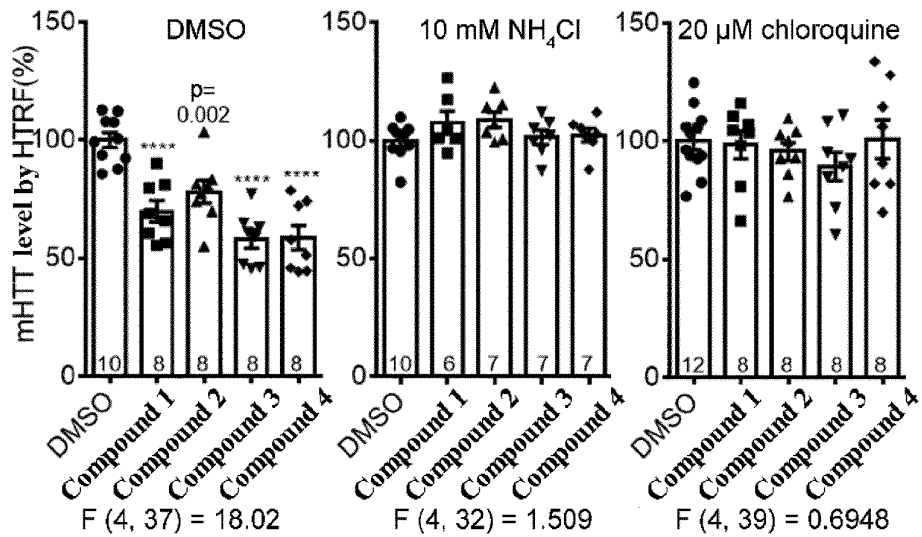 mHTT level by HTRF(%)
150
100
50
0
DMSO
p=
0.002
****
****
****
10
8
8
8
8
DMSO
Compound 1
Compound 2
Compound 3
Compound 4
F (4, 37) = 18.02
150
100
50
0
10 mM NH₄Cl
10
6
7
7
7
DMSO
Compound 1
Compound 2
Compound 3
Compound 4
F (4, 32) = 1.509
150
100
50
0
20 µM chloroquine
12
8
8
8
8
DMSO
Compound 1
Compound 2
Compound 3
Compound 4
F (4, 39) = 0.6948